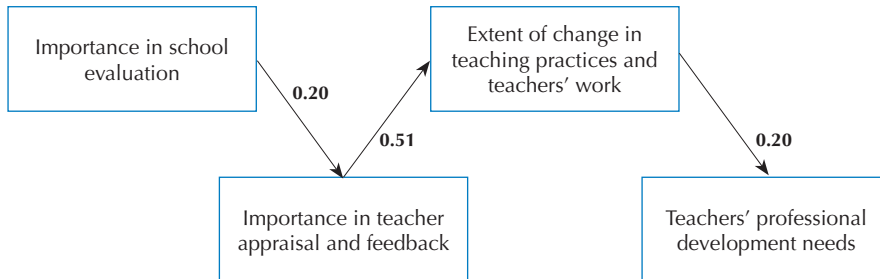 Importance in school
evaluation
Extent of change in
teaching practices and
teachers’ work
0.20
0.51
0.20
Importance in teacher
appraisal and feedback
Teachers’ professional
development needs